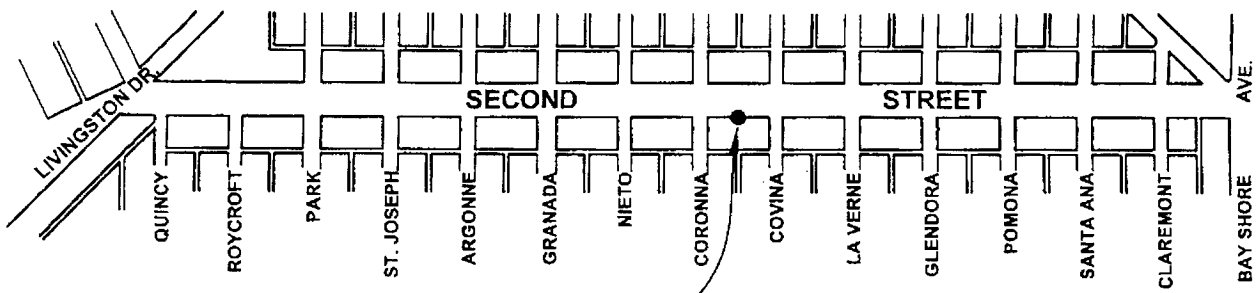 LIVINGSTON DR.
SECOND STREET
AVE.
QUINCY
ROYCROFT
PARK
ST. JOSEPH
ARGONNE
GRANADA
NIETO
CORONNA
COVINA
LA VERNE
GLENDORA
POMONA
SANTA ANA
CLAREMONT
BAY SHORE